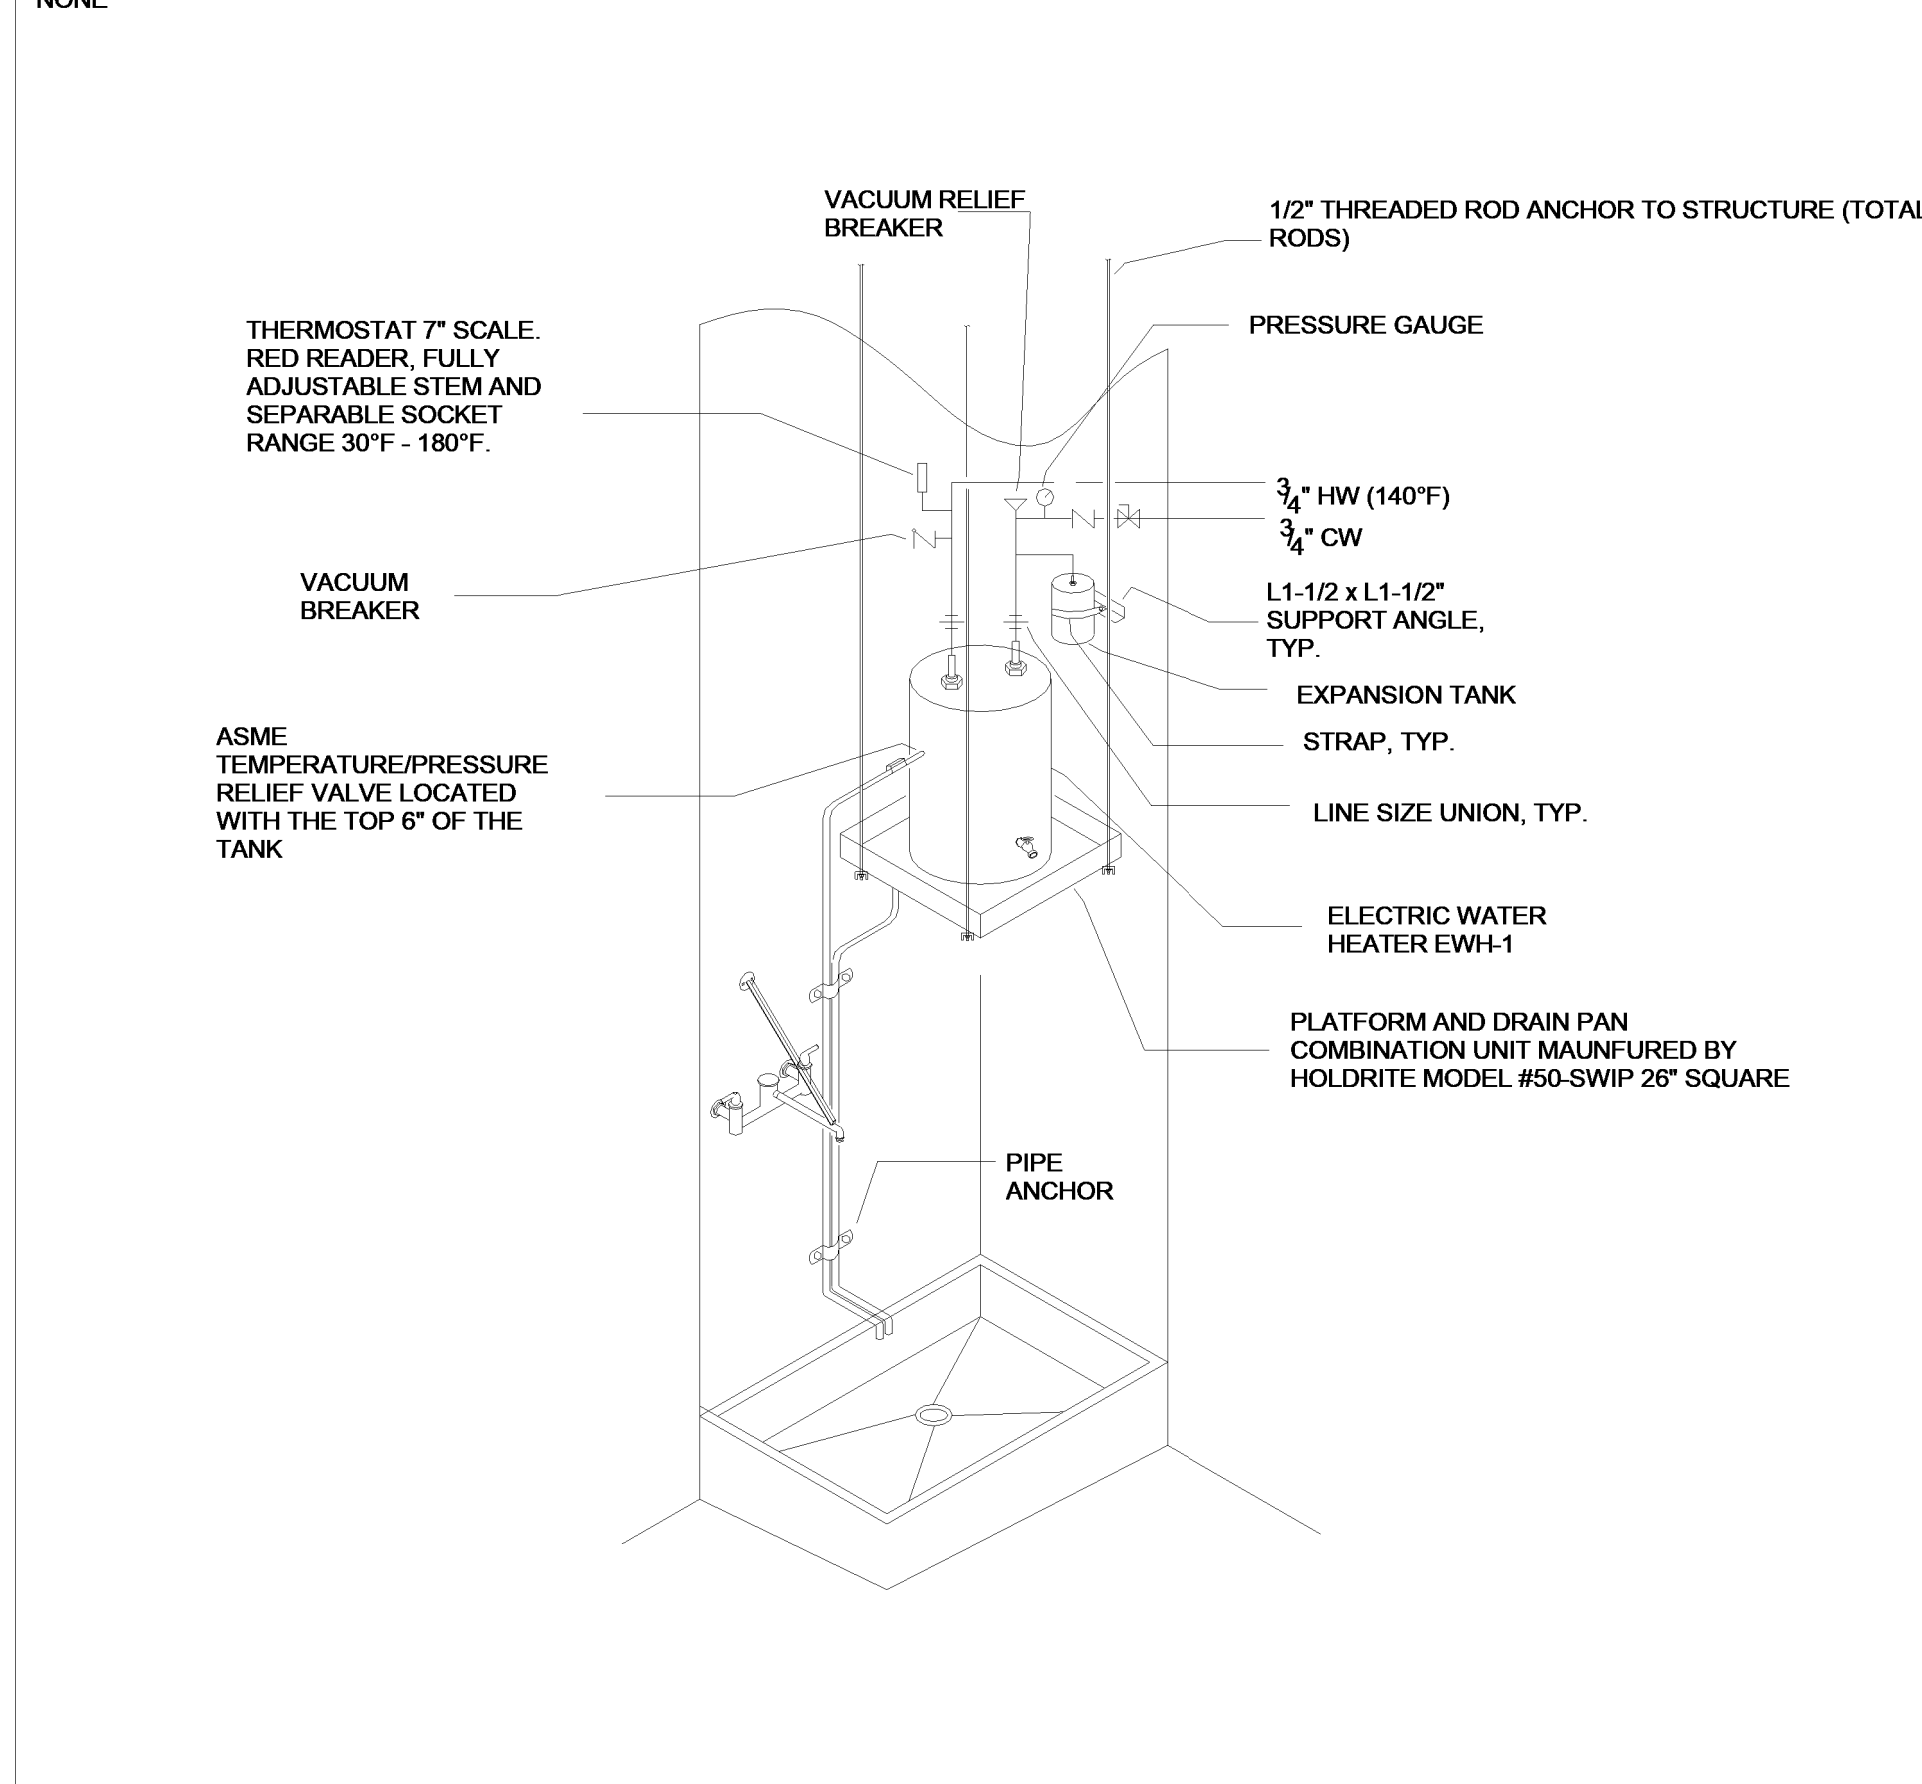 NONE
VACUUM RELIEF
BREAKER
1/2" THREADED ROD ANCHOR TO STRUCTURE (TOTAL
RODS)
THERMOSTAT 7" SCALE.
RED READER, FULLY
ADJUSTABLE STEM AND
SEPARABLE SOCKET
RANGE 30°F - 180°F.
PRESSURE GAUGE
3/4" HW (140°F)
3/4" CW
VACUUM
BREAKER
L1-1/2 x L1-1/2"
SUPPORT ANGLE,
TYP.
EXPANSION TANK
STRAP, TYP.
ASME
TEMPERATURE/PRESSURE
RELIEF VALVE LOCATED
WITH THE TOP 6" OF THE
TANK
LINE SIZE UNION, TYP.
ELECTRIC WATER
HEATER EWH-1
PLATFORM AND DRAIN PAN
COMBINATION UNIT MAUNFURED BY
HOLDRITE MODEL #50-SWIP 26" SQUARE
PIPE
ANCHOR